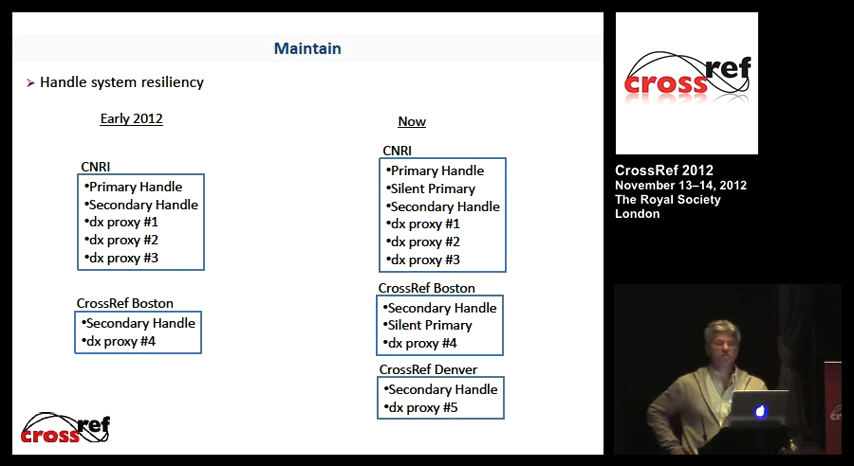 Maintain
➢ Handle system resiliency
Early 2012
CNRI
•Primary Handle
•Secondary Handle
•dx proxy #1
•dx proxy #2
•dx proxy #3
CrossRef Boston
•Secondary Handle
•dx proxy #4
Now
CNRI
•Primary Handle
•Silent Primary
•Secondary Handle
•dx proxy #1
•dx proxy #2
•dx proxy #3
CrossRef Boston
•Secondary Handle
•Silent Primary
•dx proxy #4
CrossRef Denver
•Secondary Handle
•dx proxy #5
crossref
crossref
CrossRef 2012
November 13–14, 2012
The Royal Society
London